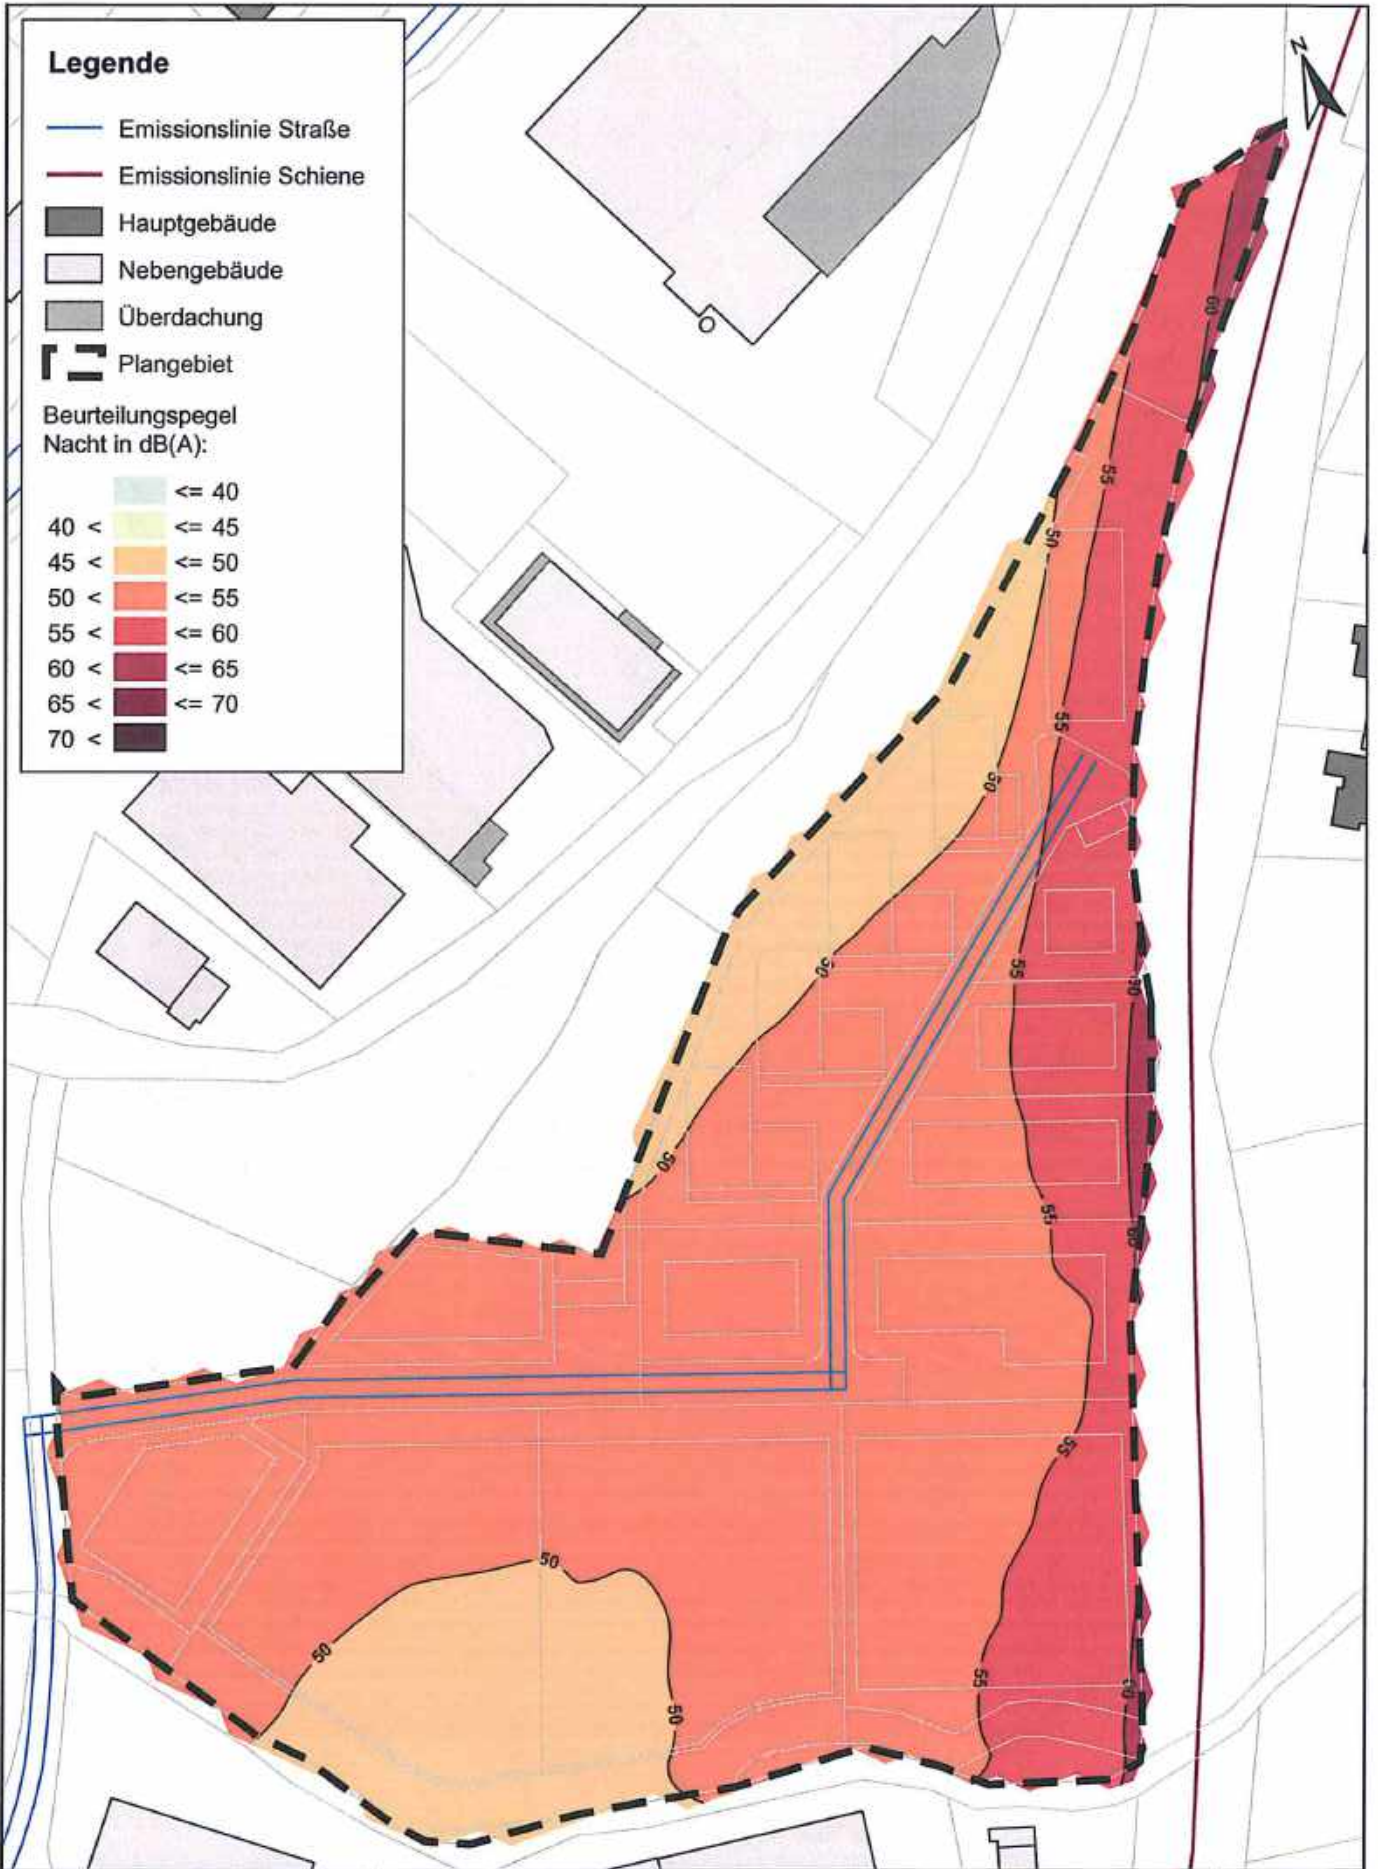 Legende
Emissionslinie Straße
Emissionslinie Schiene
Hauptgebäude
Nebengebäude
Überdachung
Plangebiet
Beurteilungspegel
Nacht in dB(A):
<= 40
40 < <= 45
45 < <= 50
50 < <= 55
55 < <= 60
60 < <= 65
65 < <= 70
70 <
N
60
55
50
55
50
50
55
60
50
55
60
55
50
50
55
50
60